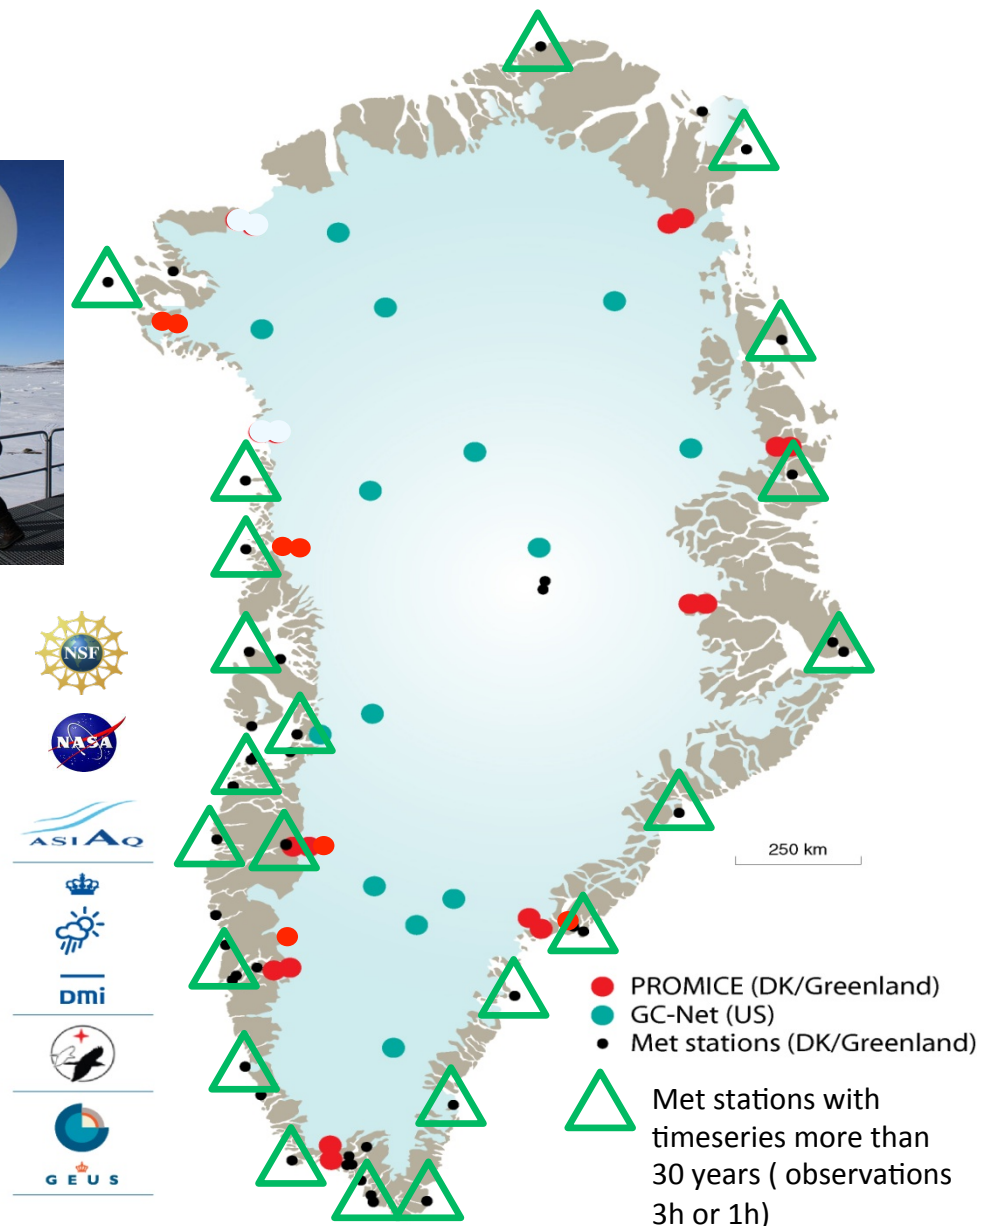 NSF
NASA
ASIAQ
DMI
GEUS
250 km
PROMICE (DK/Greenland)
GC-Net (US)
Met stations (DK/Greenland)
Met stations with
timeseries more than
30 years ( observations
3h or 1h)